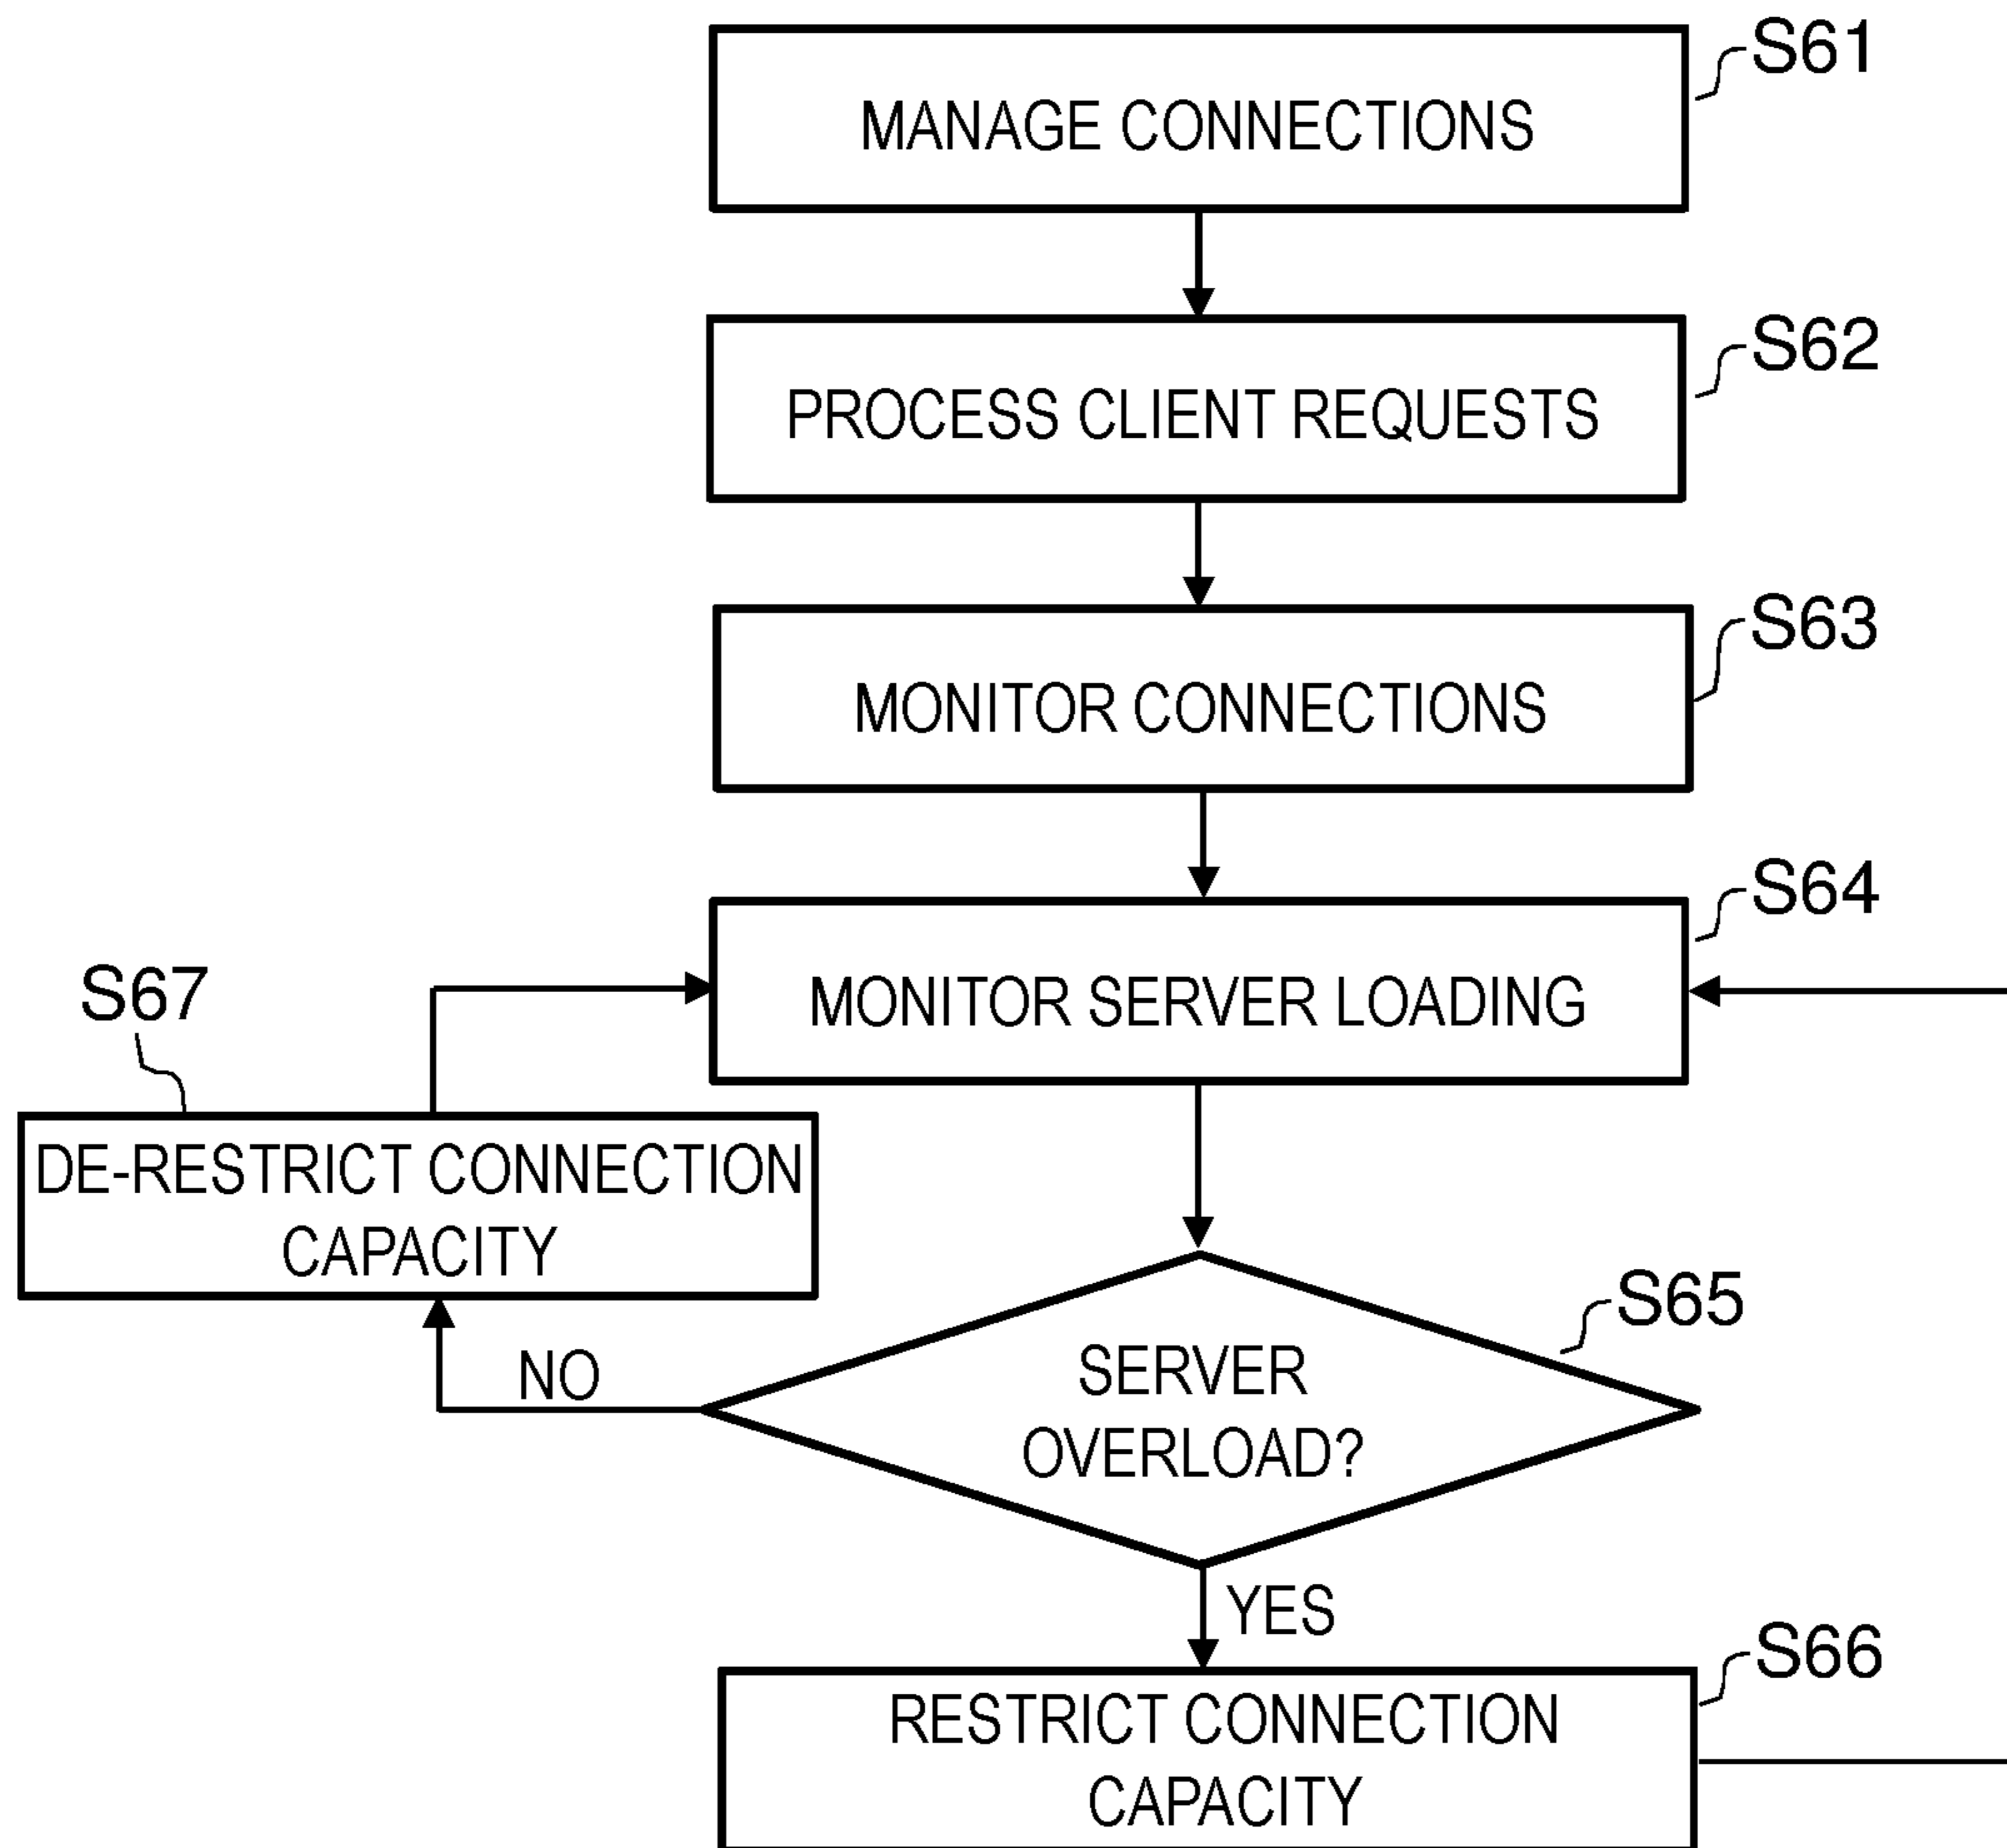 S61
MANAGE CONNECTIONS
S62
PROCESS CLIENT REQUESTS
S63
MONITOR CONNECTIONS
S64
MONITOR SERVER LOADING
S67
DE-RESTRICT CONNECTION
CAPACITY
S65
SERVER
OVERLOAD?
NO
YES
S66
RESTRICT CONNECTION
CAPACITY